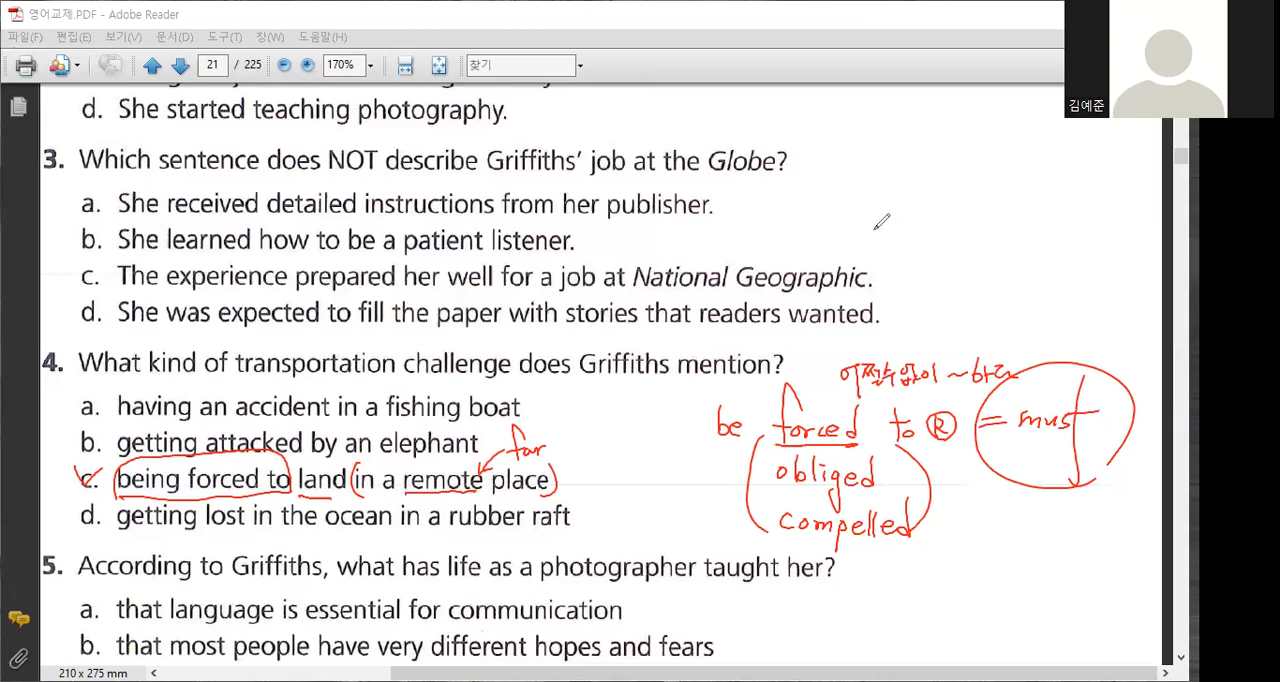 영어교제.PDF - Adobe Reader
파일(F) 편집(E) 보기(V) 문서(D) 도구(T) 창(W) 도움말(H)
21 / 225 170% 찾기
김예준
d. She started teaching photography.
3. Which sentence does NOT describe Griffiths' job at the Globe?
a. She received detailed instructions from her publisher.
b. She learned how to be a patient listener.
c. The experience prepared her well for a job at National Geographic.
d. She was expected to fill the paper with stories that readers wanted.
4. What kind of transportation challenge does Griffiths mention?
어쩔수 없이 ~하다
a. having an accident in a fishing boat
be forced to Ⓡ = must
b. getting attacked by an elephant
far
c. being forced to land (in a remote place)
obliged
d. getting lost in the ocean in a rubber raft
compelled
5. According to Griffiths, what has life as a photographer taught her?
a. that language is essential for communication
b. that most people have very different hopes and fears
210 x 275 mm